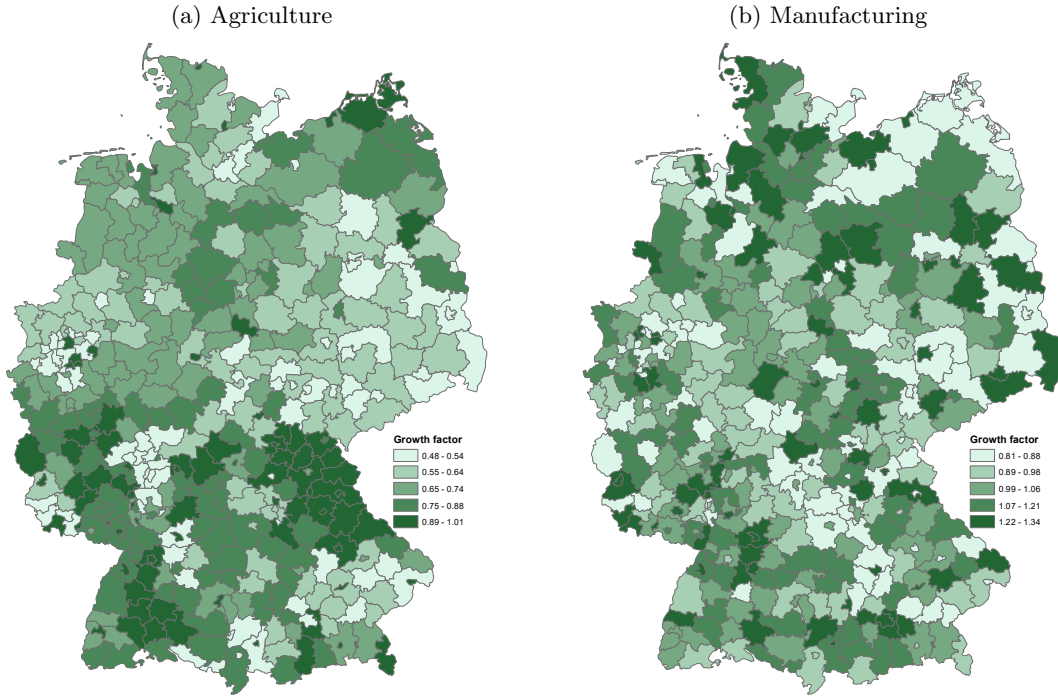 (a) Agriculture
Growth factor
0.48 - 0.54
0.55 - 0.64
0.65 - 0.74
0.75 - 0.88
0.89 - 1.01
(b) Manufacturing
Growth factor
0.81 - 0.88
0.89 - 0.98
0.99 - 1.06
1.07 - 1.21
1.22 - 1.34